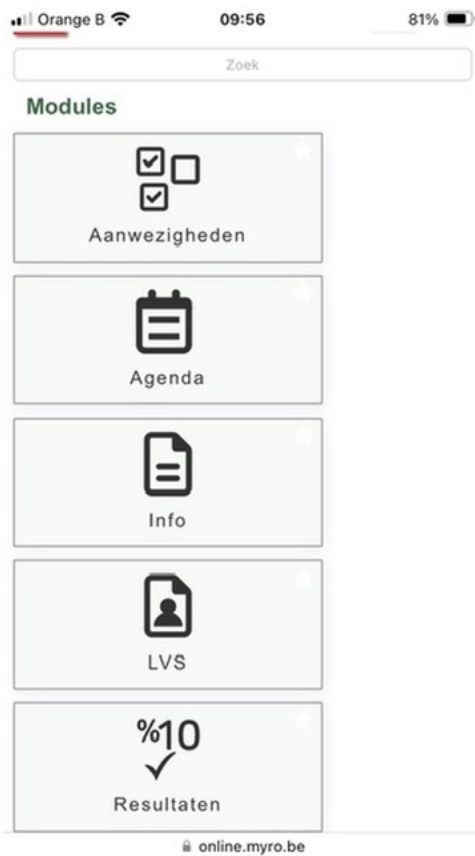 Orange B 09:56 81%
Zoek
Modules
Aanwezigheden
Agenda
Info
LVS
%10
Resultaten
online.myro.be